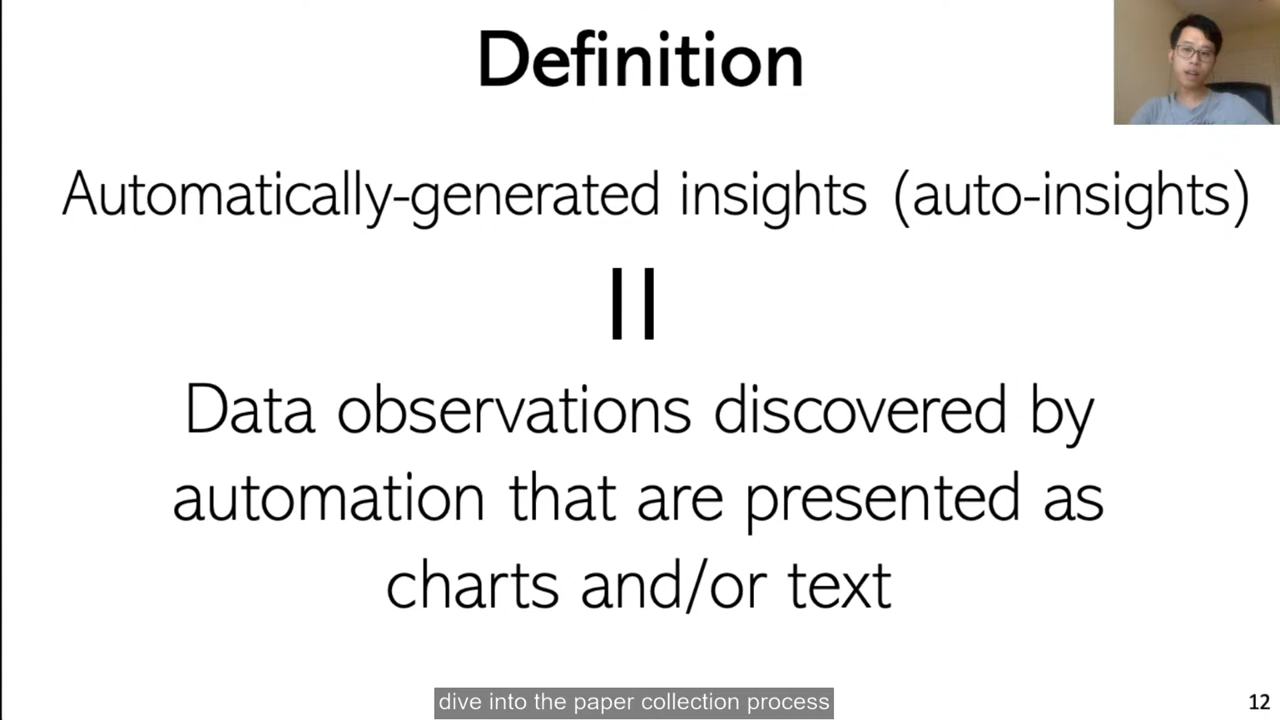 Definition
Automatically-generated insights (auto-insights)
Data observations discovered by
automation that are presented as
charts and/or text
dive into the paper collection process
12